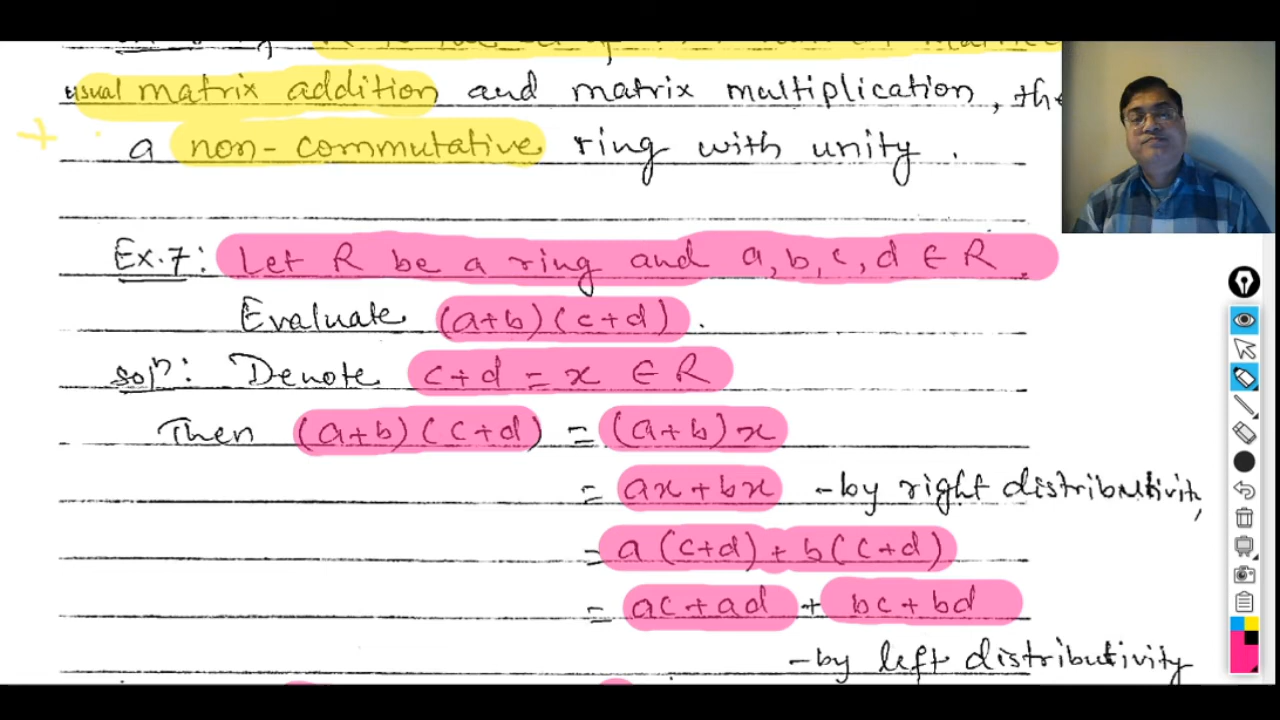 usual matrix addition and matrix multiplication, the
a non-commutative ring with unity.
Ex.7: Let R be a ring and a, b, c, d ∈ R.
Evaluate (a+b)(c+d).
Solⁿ: Denote c+d = x ∈ R
Then (a+b)(c+d) = (a+b)x
= ax+bx -by right distributivity,
= a(c+d)+b(c+d)
= ac+ad + bc+bd
-by left distributivity